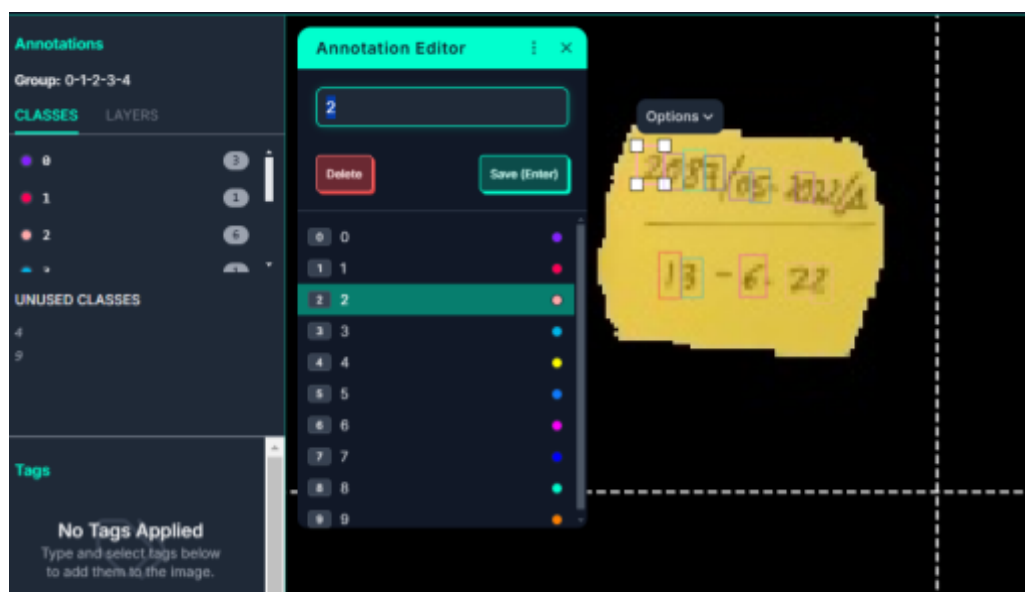 Annotations
Group: 0-1-2-3-4
CLASSES LAYERS
0 3
1 1
2 6
UNUSED CLASSES
4
9
Tags
No Tags Applied
Type and select tags below
to add them to the image.
Annotation Editor
2
Delete Save (Enter)
0 0
1 1
2 2
3 3
4 4
5 5
6 6
7 7
8 8
9 9
Options
13 - 6. 22